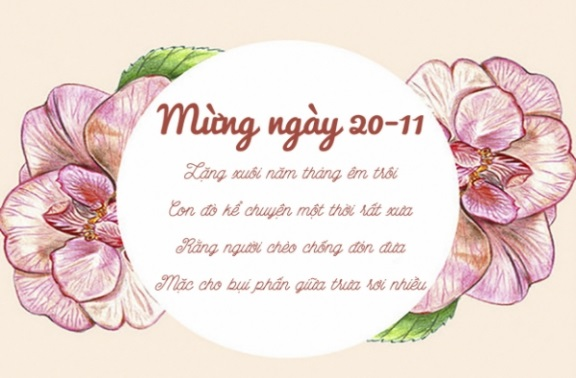 Mừng ngày 20-11
Lặng xuôi năm tháng êm trôi
Con đò kể chuyện một thời rất xưa
Rằng người chèo chống đón đưa
Mặc cho bụi phấn giữa trưa rơi nhiều